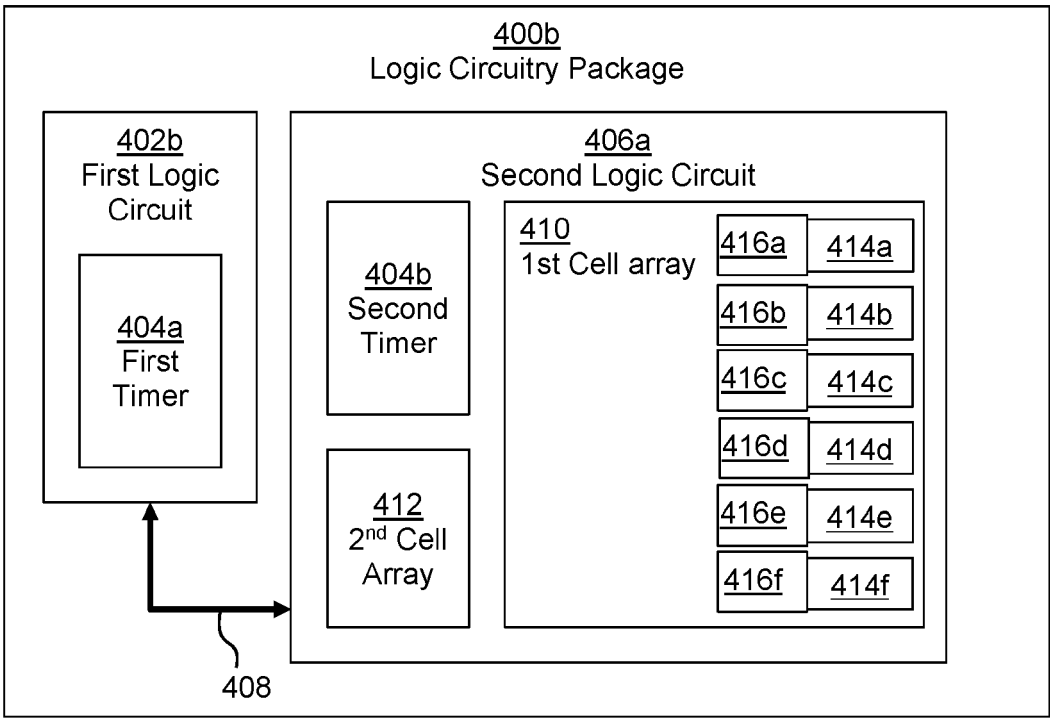 400b
Logic Circuitry Package
402b
First Logic
Circuit
404a
First
Timer
406a
Second Logic Circuit
404b
Second
Timer
412
2nd Cell
Array
410
1st Cell array
416a 414a
416b 414b
416c 414c
416d 414d
416e 414e
416f 414f
408